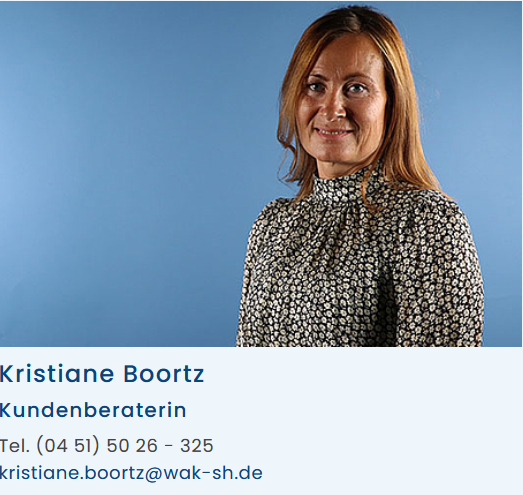 Kristiane Boortz
Kundenberaterin
Tel. (04 51) 50 26 - 325
kristiane.boortz@wak-sh.de